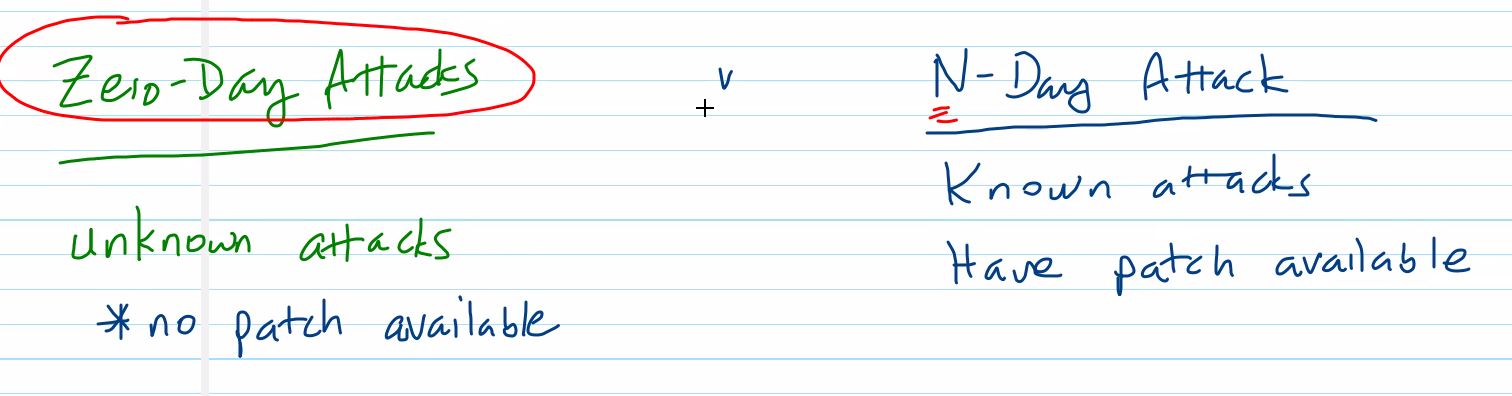 Zero-Day Attacks v N-Day Attack
unknown attacks
* no patch available
Known attacks
Have patch available